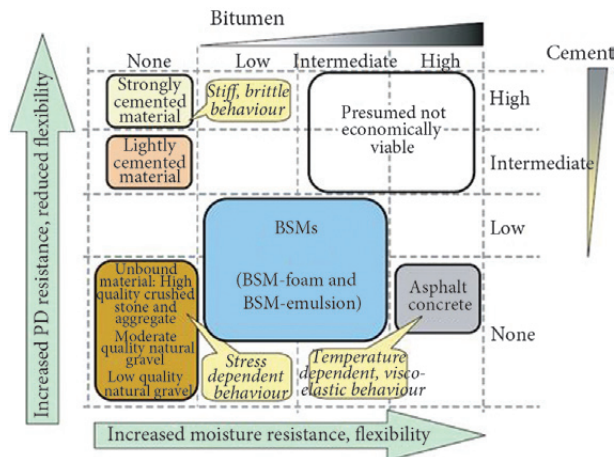 Bitumen
None
Low
Intermediate
High
Cement
Strongly
cemented
material
Stiff, brittle
behaviour
Presumed not
economically
viable
High
Lightly
cemented
material
Intermediate
BSMs
(BSM-foam and
BSM-emulsion)
Low
Unbound
material: High
quality crushed
stone and
aggregate
Moderate
quality natural
gravel
Low quality
natural gravel
Asphalt
concrete
None
Stress
dependent
behaviour
Temperature
dependent, visco-
elastic behaviour
Increased PD resistance, reduced flexibility
Increased moisture resistance, flexibility